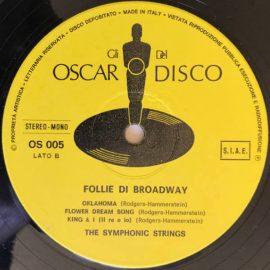 © PROPRIETÀ ARTISTICA - LETTERARIA RISERVATA - DISCO DEPOSITATO - MADE IN ITALY - VIETATA RIPRODUZIONE PUBBLICA ESECUZIONE E RADIODIFFUSIONE ®
Gli Del
OSCAR DISCO
STEREO-MONO
OS 005
LATO B
S.I.A.E.
FOLLIE DI BROADWAY
OKLAHOMA (Rodgers-Hammerstein)
FLOWER DREAM SONG (Rodgers-Hammerstein)
KING & I (Il re e io) (Rodgers-Hammerstein)
THE SYMPHONIC STRINGS